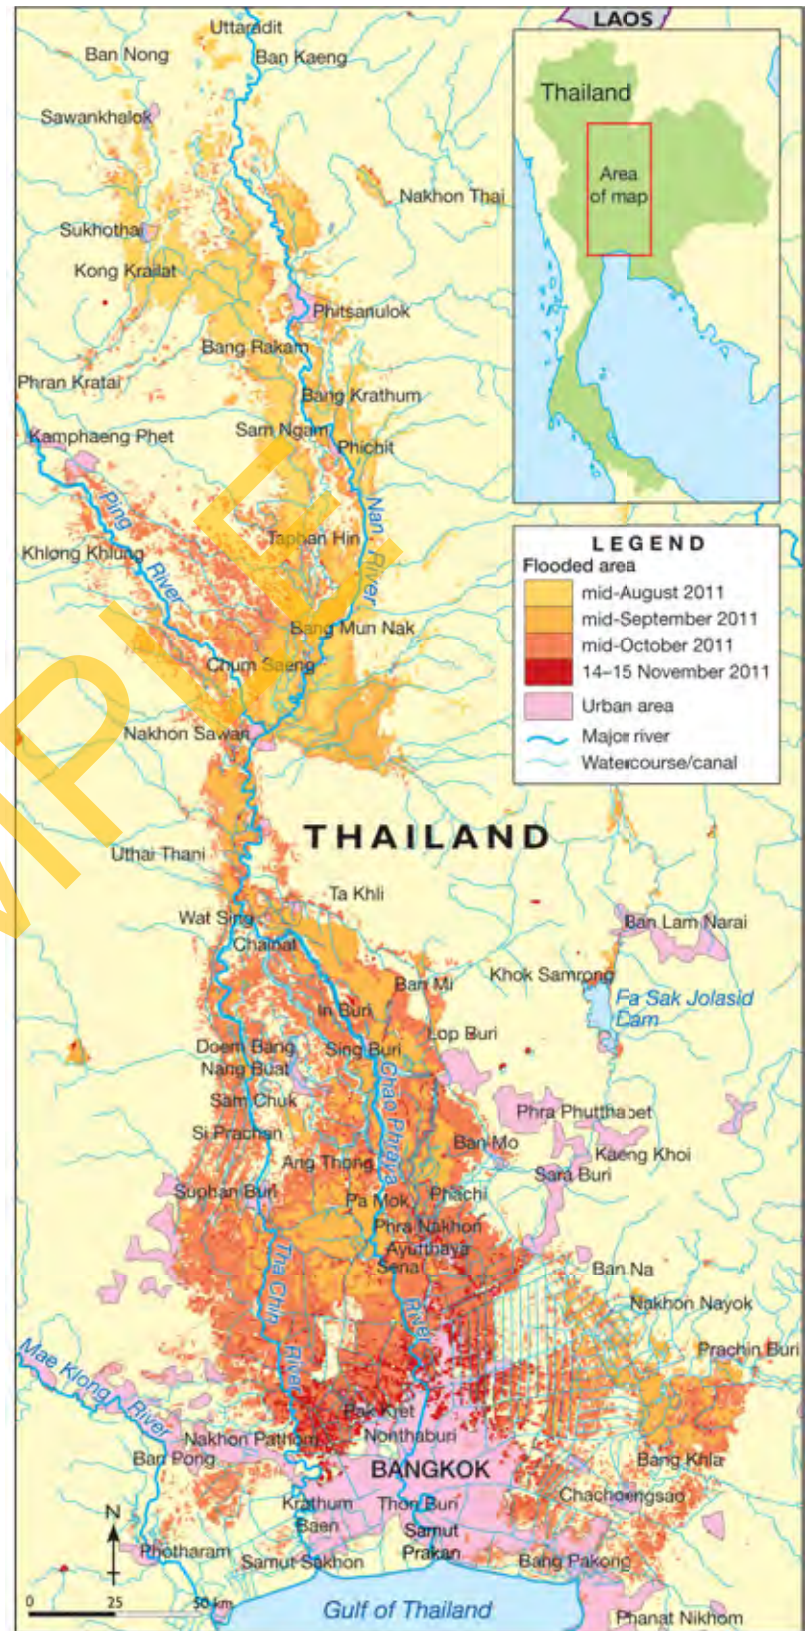 LAOS
Uttaradit
Ban Nong
Ban Kaeng
Sawankhalok
Nakhon Thai
Sukhothai
Kong Krailat
Phitsanulok
Bang Rakam
Phran Kratai
Bang Krathum
Kamphaeng Phet
Sam Ngam
Phichit
Ping River
Nan River
Taphan Hin
Khlong Khlung
Bang Mun Nak
Chum Saeng
Nakhon Sawan
THAILAND
Uthai Thani
Ta Khli
Wat Sing
Chainat
Ban Lam Narai
Khok Samrong
Ban Mi
Fa Sak Jolasid
Dam
In Buri
Lop Buri
Doem Bang
Nang Buat
Sing Buri
Chao Phraya River
Sam Chuk
Phra Phutthabet
Si Prachan
Ban Mo
Kaeng Khoi
Ang Thong
Sara Buri
Suphan Buri
Pa Mok
Phachi
Phra Nakhon
Ayutthaya
Sena
Ban Na
Tha Chin River
Nakhon Nayok
Prachin Buri
Mae Klong River
Pak Kret
Nakhon Pathom
Nonthaburi
Ban Pong
BANGKOK
Bang Khla
Krathum
Baen
Thon Buri
Chachoengsao
Samut
Prakan
Photharam
Samut Sakhon
Bang Pakong
Gulf of Thailand
Phanat Nikhom
N
0 25 50 km
Thailand
Area
of map
LEGEND
Flooded area
mid-August 2011
mid-September 2011
mid-October 2011
14–15 November 2011
Urban area
Major river
Watercourse/canal
MPLE